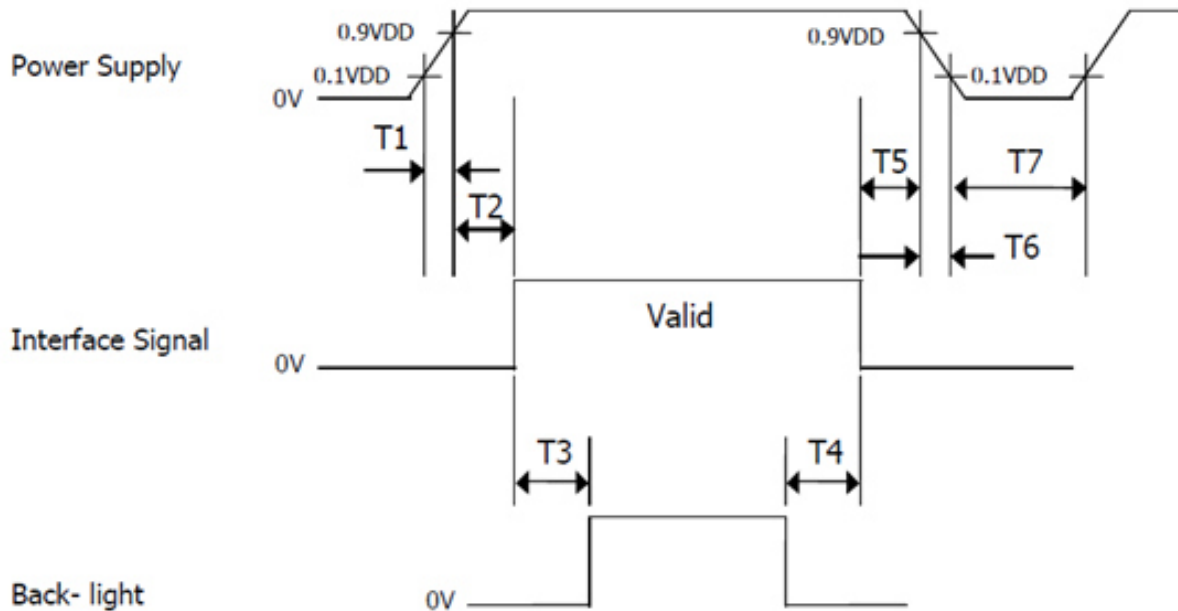 0.9VDD
0.9VDD
Power Supply
0.1VDD
0.1VDD
0V
T1
T5
T7
T2
T6
Valid
Interface Signal
0V
T3
T4
Back- light
0V